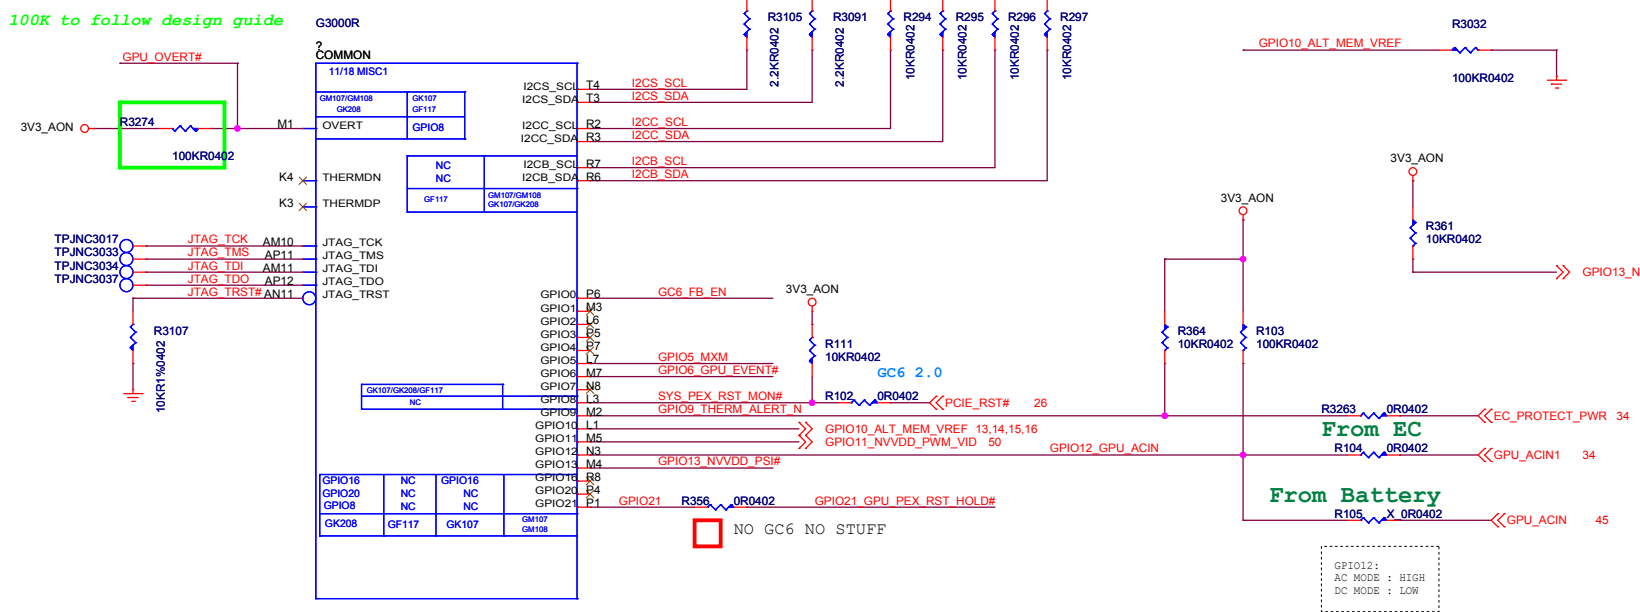 100K to follow design guide
G3000R
?
COMMON
11/18 MISC1
GPU_OVERT#
3V3_AON
R3274
100KR0402
M1
OVERT
GM107/GM108
GK208
GK107
GF117
GPIO8
K4
THERMDN
K3
THERMDP
NC
NC
GF117
GM107/GM108
GK107/GK208
I2CS_SCL T4 I2CS_SCL
I2CS_SDA T3 I2CS_SDA
I2CC_SCL R2 I2CC_SCL
I2CC_SDA R3 I2CC_SDA
I2CB_SCL R7 I2CB_SCL
I2CB_SDA R6 I2CB_SDA
R3105
2.2KR0402
R3091
2.2KR0402
R294
10KR0402
R295
10KR0402
R296
10KR0402
R297
10KR0402
GPIO10_ALT_MEM_VREF
R3032
100KR0402
TPJNC3017 JTAG_TCK AM10 JTAG_TCK
TPJNC3033 JTAG_TMS AP11 JTAG_TMS
TPJNC3034 JTAG_TDI AM11 JTAG_TDI
TPJNC3037 JTAG_TDO AP12 JTAG_TDO
JTAG_TRST# AN11 JTAG_TRST
R3107
10KR1%0402
GPIO0 P6 GC6_FB_EN
GPIO1 M3
GPIO2 L6
GPIO3 P5
GPIO4 P7
GPIO5 L7 GPIO5_MXM
GPIO6 M7 GPIO6_GPU_EVENT#
GPIO7 N8
GPIO8 L3 SYS_PEX_RST_MON#
GPIO9 M2 GPIO9_THERM_ALERT_N
GPIO10 L1 GPIO10_ALT_MEM_VREF 13,14,15,16
GPIO11 M5 GPIO11_NVVDD_PWM_VID 50
GPIO12 N3 GPIO12_GPU_ACIN
GPIO13 M4 GPIO13_NVVDD_PSI#
GPIO16 R8
GPIO20 P4
GPIO21 P1 GPIO21 R356 0R0402 GPIO21_GPU_PEX_RST_HOLD#
GK107/GK208/GF117
NC
3V3_AON
R111
10KR0402
GC6 2.0
R102 0R0402 PCIE_RST# 26
3V3_AON
R364
10KR0402
R103
100KR0402
3V3_AON
R361
10KR0402
GPIO13_N
R3263 0R0402 EC_PROTECT_PWR 34
From EC
R104 0R0402 GPU_ACIN1 34
From Battery
R105 X_0R0402 GPU_ACIN 45
GPIO16 NC GPIO16
GPIO20 NC NC
GPIO8 NC NC
GK208 GF117 GK107 GM107
GM108
NO GC6 NO STUFF
GPIO12:
AC MODE : HIGH
DC MODE : LOW